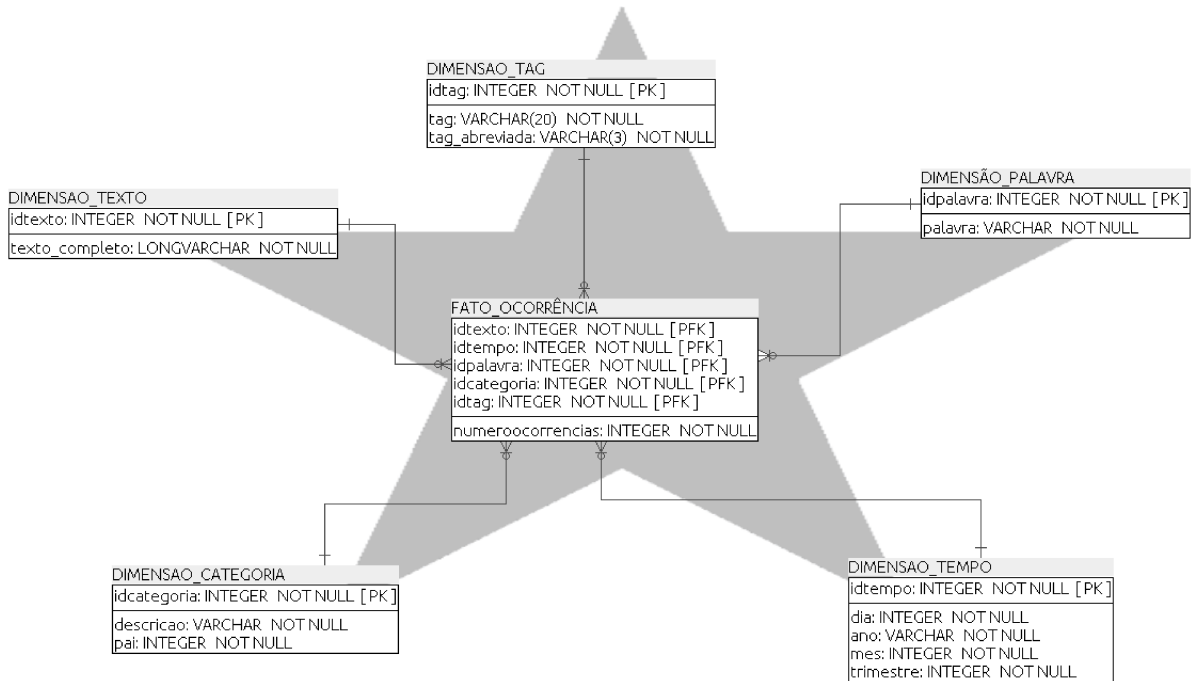 DIMENSAO_TAG
idtag: INTEGER NOT NULL [ PK ]
tag: VARCHAR(20) NOT NULL
tag_abreviada: VARCHAR(3) NOT NULL
DIMENSAO_TEXTO
idtexto: INTEGER NOT NULL [ PK ]
texto_completo: LONGVARCHAR NOT NULL
DIMENSÃO_PALAVRA
idpalavra: INTEGER NOT NULL [ PK ]
palavra: VARCHAR NOT NULL
FATO_OCORRÊNCIA
idtexto: INTEGER NOT NULL [ PFK ]
idtempo: INTEGER NOT NULL [ PFK ]
idpalavra: INTEGER NOT NULL [ PFK ]
idcategoria: INTEGER NOT NULL [ PFK ]
idtag: INTEGER NOT NULL [ PFK ]
numeroocorrencias: INTEGER NOT NULL
DIMENSAO_CATEGORIA
idcategoria: INTEGER NOT NULL [ PK ]
descricao: VARCHAR NOT NULL
pai: INTEGER NOT NULL
DIMENSAO_TEMPO
idtempo: INTEGER NOT NULL [ PK ]
dia: INTEGER NOT NULL
ano: VARCHAR NOT NULL
mes: INTEGER NOT NULL
trimestre: INTEGER NOT NULL